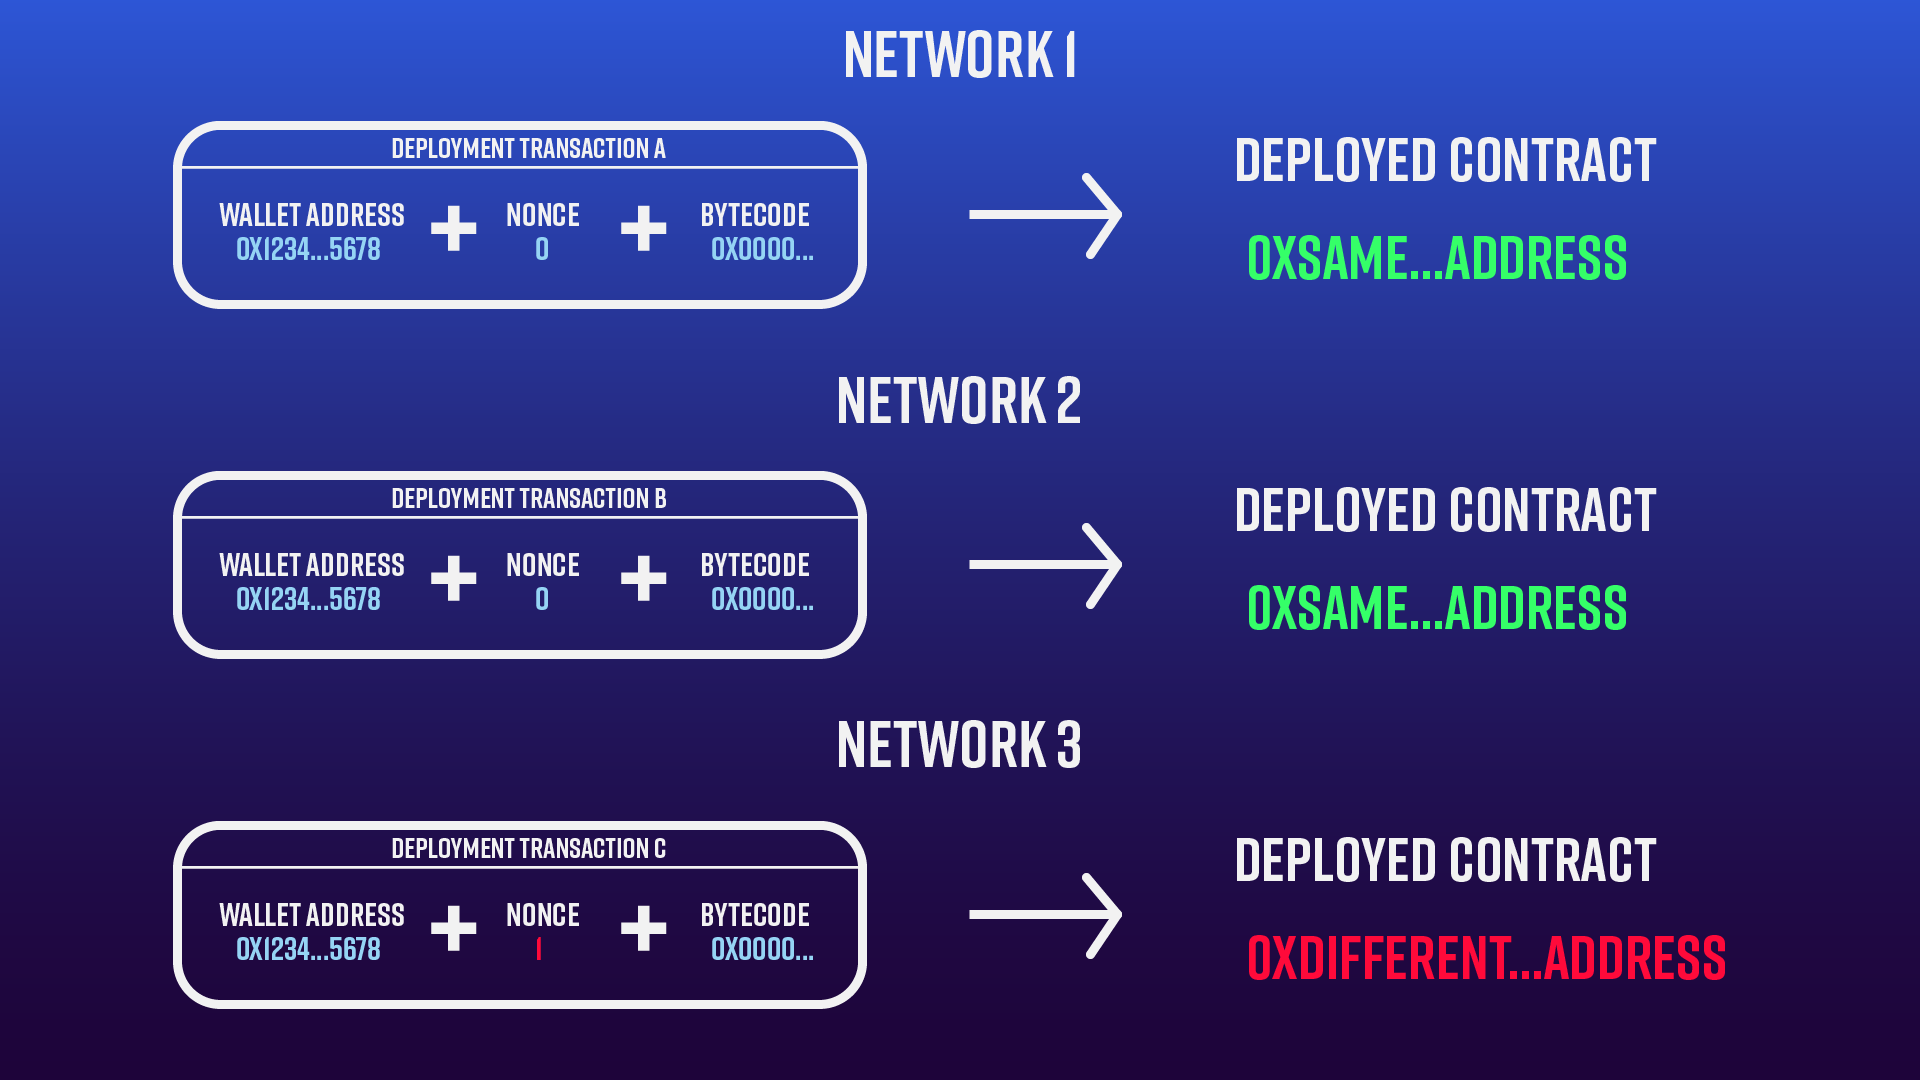 NETWORK 1
DEPLOYMENT TRANSACTION A
WALLET ADDRESS + NONCE + BYTECODE
0X1234...5678 0 0X0000...
DEPLOYED CONTRACT
0XSAME...ADDRESS
NETWORK 2
DEPLOYMENT TRANSACTION B
WALLET ADDRESS + NONCE + BYTECODE
0X1234...5678 0 0X0000...
DEPLOYED CONTRACT
0XSAME...ADDRESS
NETWORK 3
DEPLOYMENT TRANSACTION C
WALLET ADDRESS + NONCE + BYTECODE
0X1234...5678 1 0X0000...
DEPLOYED CONTRACT
0XDIFFERENT...ADDRESS